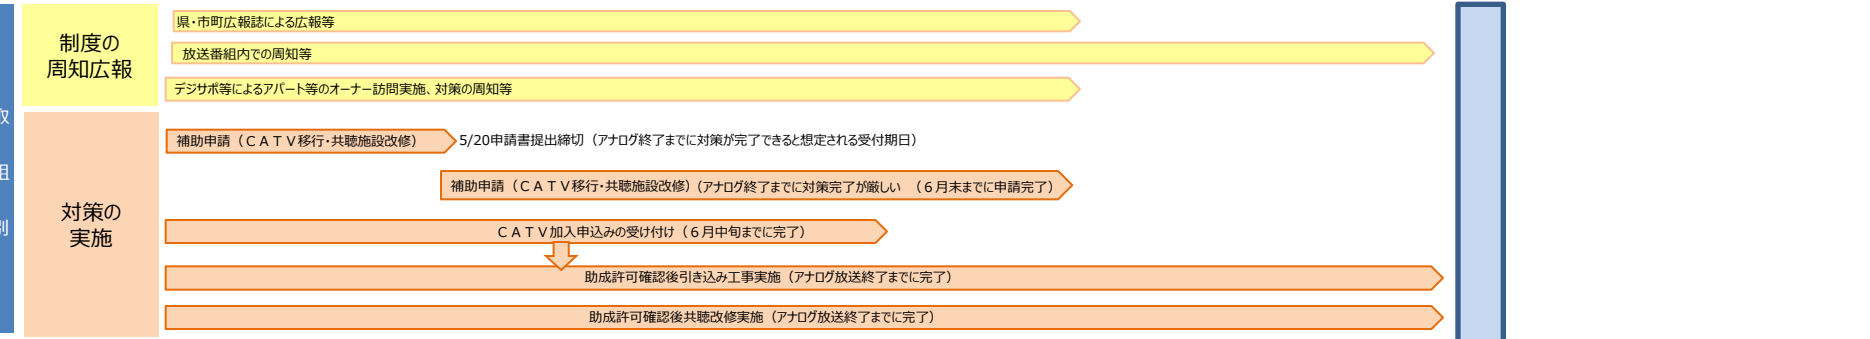 制度の
周知広報
県・市町広報誌による広報等
放送番組内での周知等
デジサポ等によるアパート等のオーナー訪問実施、対策の周知等
取
組
別
対策の
実施
補助申請（ＣＡＴＶ移行・共聴施設改修）
5/20申請書提出締切（アナログ終了までに対策が完了できると想定される受付期日）
補助申請（ＣＡＴＶ移行・共聴施設改修）（アナログ終了までに対策完了が厳しい　（６月末までに申請完了）
ＣＡＴＶ加入申込みの受け付け（６月中旬までに完了）
助成許可確認後引き込み工事実施（アナログ放送終了までに完了）
助成許可確認後共聴改修実施（アナログ放送終了までに完了）